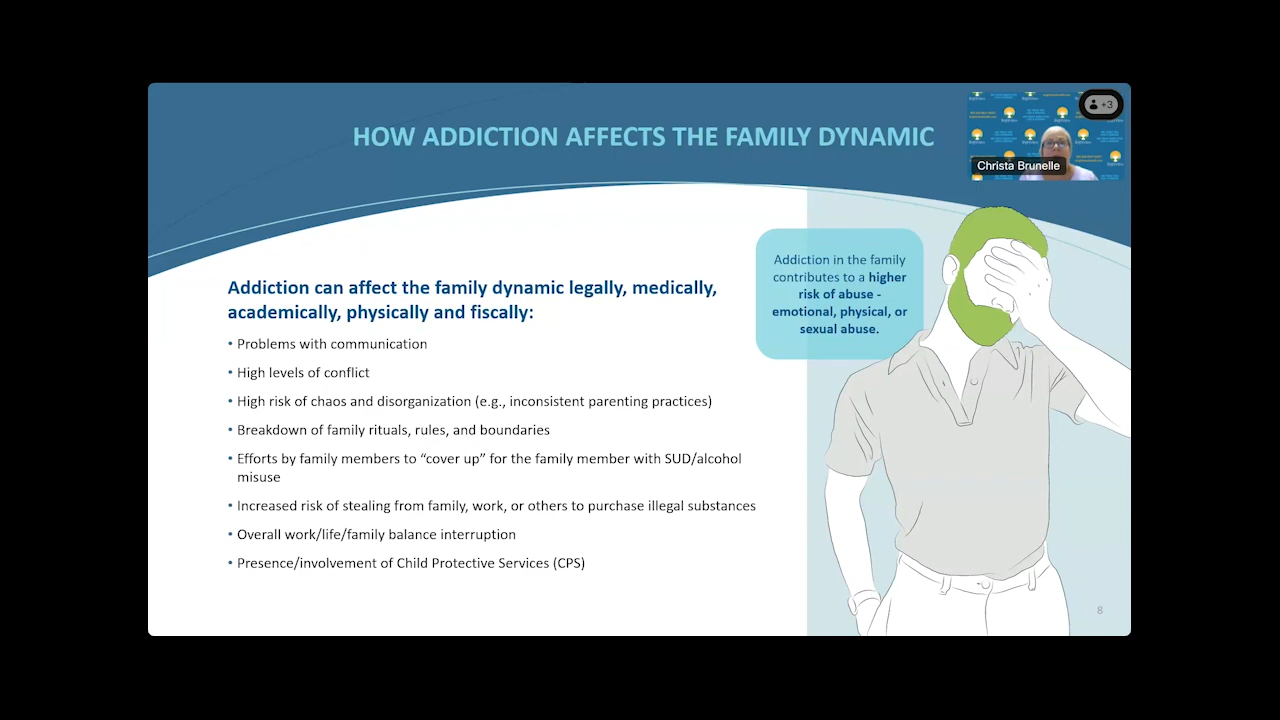 HOW ADDICTION AFFECTS THE FAMILY DYNAMIC
+3
Christa Brunelle
Addiction can affect the family dynamic legally, medically,
academically, physically and fiscally:
• Problems with communication
• High levels of conflict
• High risk of chaos and disorganization (e.g., inconsistent parenting practices)
• Breakdown of family rituals, rules, and boundaries
• Efforts by family members to “cover up” for the family member with SUD/alcohol
misuse
• Increased risk of stealing from family, work, or others to purchase illegal substances
• Overall work/life/family balance interruption
• Presence/involvement of Child Protective Services (CPS)
Addiction in the family
contributes to a higher
risk of abuse -
emotional, physical, or
sexual abuse.
8